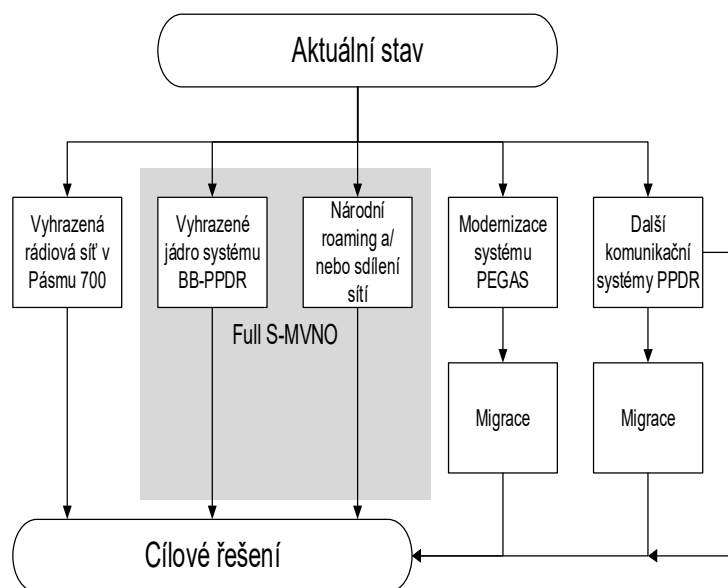 Aktuální stav
Vyhrazená
rádiová síť v
Pásmu 700
Vyhrazené
jádro systému
BB-PPDR
Národní
roaming a/
nebo sdílení
sítí
Modernizace
systému
PEGAS
Další
komunikační
systémy PPDR
Full S-MVNO
Migrace
Migrace
Cílové řešení